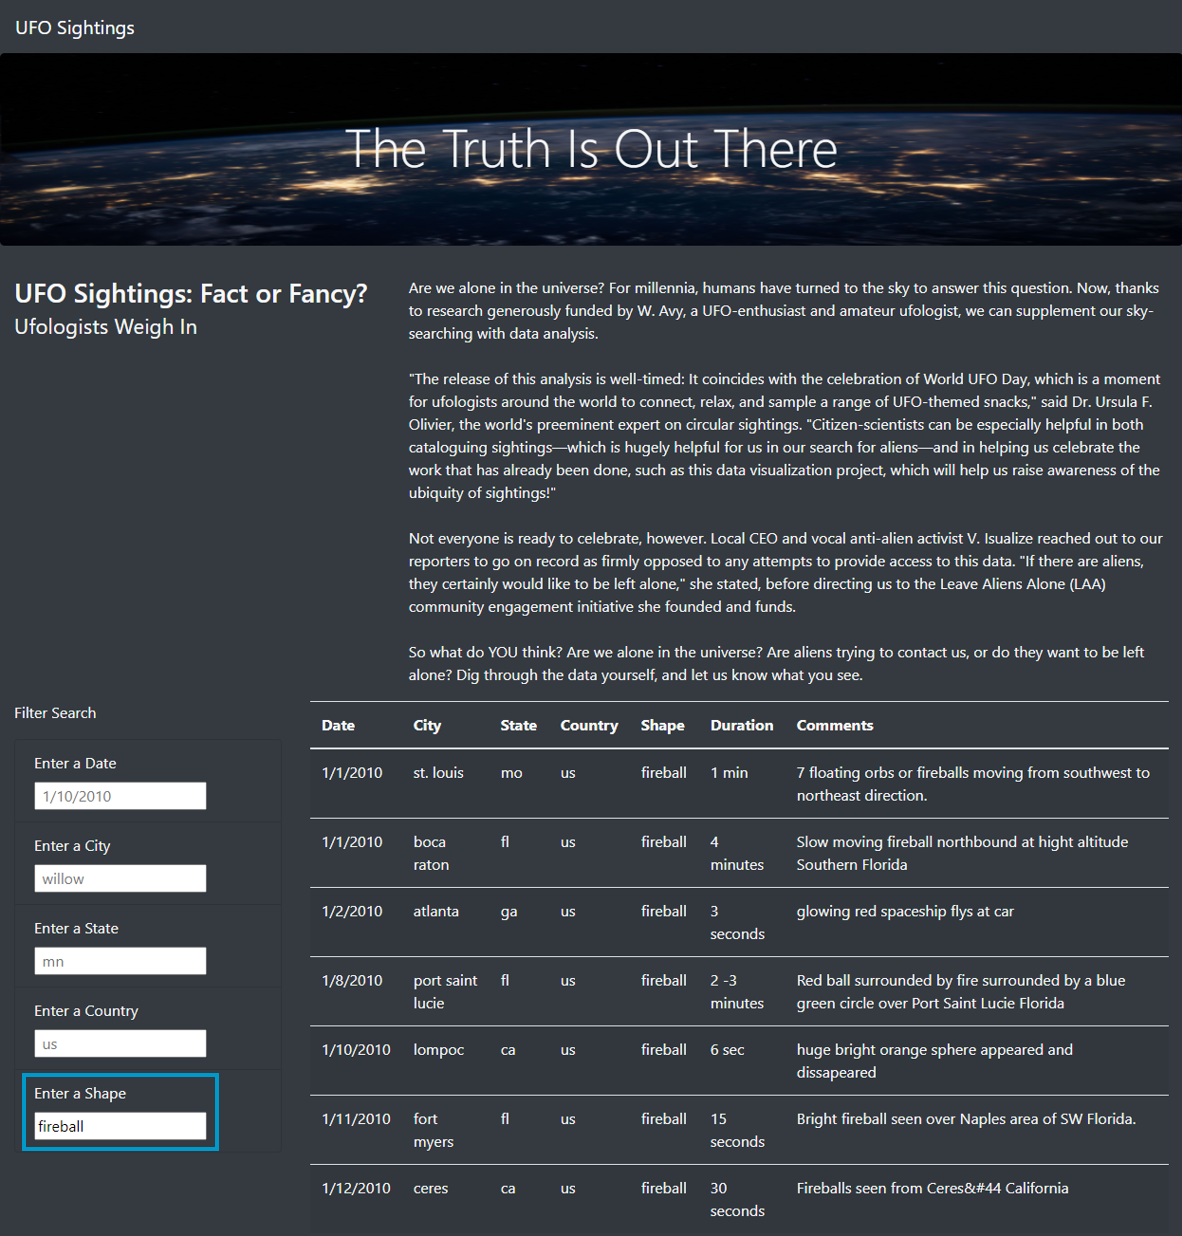 UFO Sightings
The Truth Is Out There
UFO Sightings: Fact or Fancy?
Ufologists Weigh In
Are we alone in the universe? For millennia, humans have turned to the sky to answer this question. Now, thanks
to research generously funded by W. Avy, a UFO-enthusiast and amateur ufologist, we can supplement our sky-
searching with data analysis.
"The release of this analysis is well-timed: It coincides with the celebration of World UFO Day, which is a moment
for ufologists around the world to connect, relax, and sample a range of UFO-themed snacks," said Dr. Ursula F.
Olivier, the world's preeminent expert on circular sightings. "Citizen-scientists can be especially helpful in both
cataloguing sightings—which is hugely helpful for us in our search for aliens—and in helping us celebrate the
work that has already been done, such as this data visualization project, which will help us raise awareness of the
ubiquity of sightings!"
Not everyone is ready to celebrate, however. Local CEO and vocal anti-alien activist V. Isualize reached out to our
reporters to go on record as firmly opposed to any attempts to provide access to this data. "If there are aliens,
they certainly would like to be left alone," she stated, before directing us to the Leave Aliens Alone (LAA)
community engagement initiative she founded and funds.
So what do YOU think? Are we alone in the universe? Are aliens trying to contact us, or do they want to be left
alone? Dig through the data yourself, and let us know what you see.
Filter Search
Enter a Date
1/10/2010
Enter a City
willow
Enter a State
mn
Enter a Country
us
Enter a Shape
fireball
Date City State Country Shape Duration Comments
1/1/2010 st. louis mo us fireball 1 min 7 floating orbs or fireballs moving from southwest to
northeast direction.
1/1/2010 boca fl us fireball 4 Slow moving fireball northbound at hight altitude
raton minutes Southern Florida
1/2/2010 atlanta ga us fireball 3 glowing red spaceship flys at car
seconds
1/8/2010 port saint fl us fireball 2 -3 Red ball surrounded by fire surrounded by a blue
lucie minutes green circle over Port Saint Lucie Florida
1/10/2010 lompoc ca us fireball 6 sec huge bright orange sphere appeared and
dissapeared
1/11/2010 fort fl us fireball 15 Bright fireball seen over Naples area of SW Florida.
myers seconds
1/12/2010 ceres ca us fireball 30 Fireballs seen from Ceres&#44 California
seconds